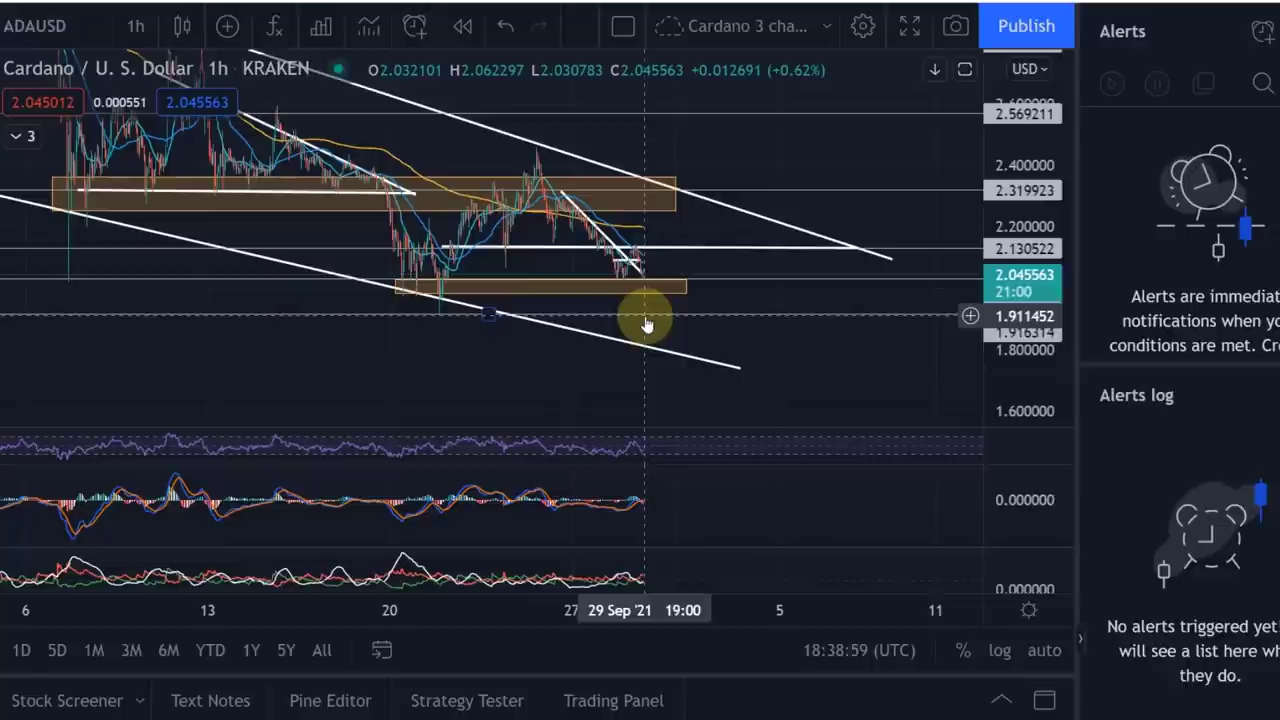 ADAUSD 1h Cardano 3 cha... Publish
Cardano / U. S. Dollar · 1h · KRAKEN O2.032101 H2.062297 L2.030783 C2.045563 +0.012691 (+0.62%)
2.045012 0.000551 2.045563
3
USD
2.600000
2.569211
2.400000
2.319923
2.200000
2.130522
2.045563
21:00
1.911452
1.916314
1.800000
1.600000
0.000000
0.000000
6 13 20 27 29 Sep '21 19:00 5 11
1D 5D 1M 3M 6M YTD 1Y 5Y All 18:38:59 (UTC) % log auto
Stock Screener Text Notes Pine Editor Strategy Tester Trading Panel
Alerts
Alerts are immediat
notifications when yo
conditions are met. Cr
Alerts log
No alerts triggered yet
will see a list here wh
they do.